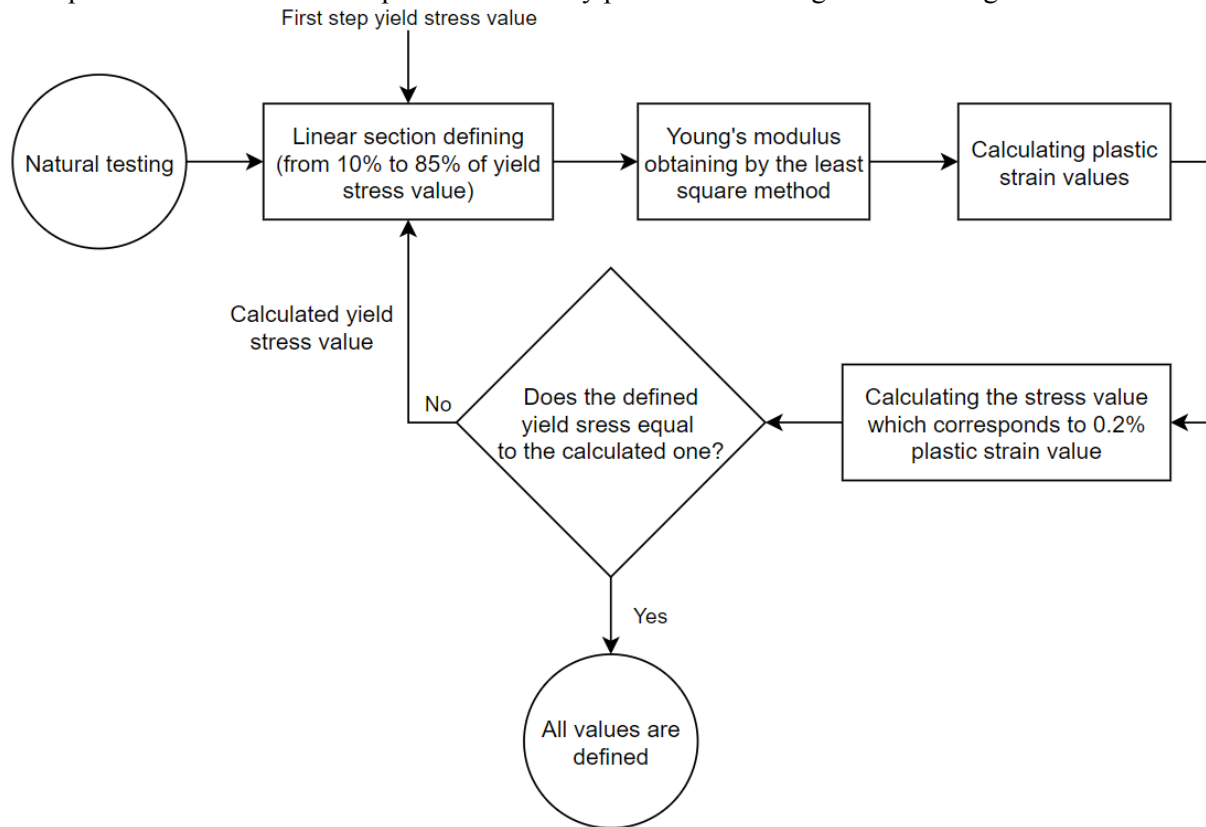 First step yield stress value
Natural testing
Linear section defining
(from 10% to 85% of yield
stress value)
Young's modulus
obtaining by the least
square method
Calculating plastic
strain values
Calculated yield
stress value
No
Does the defined
yield sress equal
to the calculated one?
Calculating the stress value
which corresponds to 0.2%
plastic strain value
Yes
All values are
defined